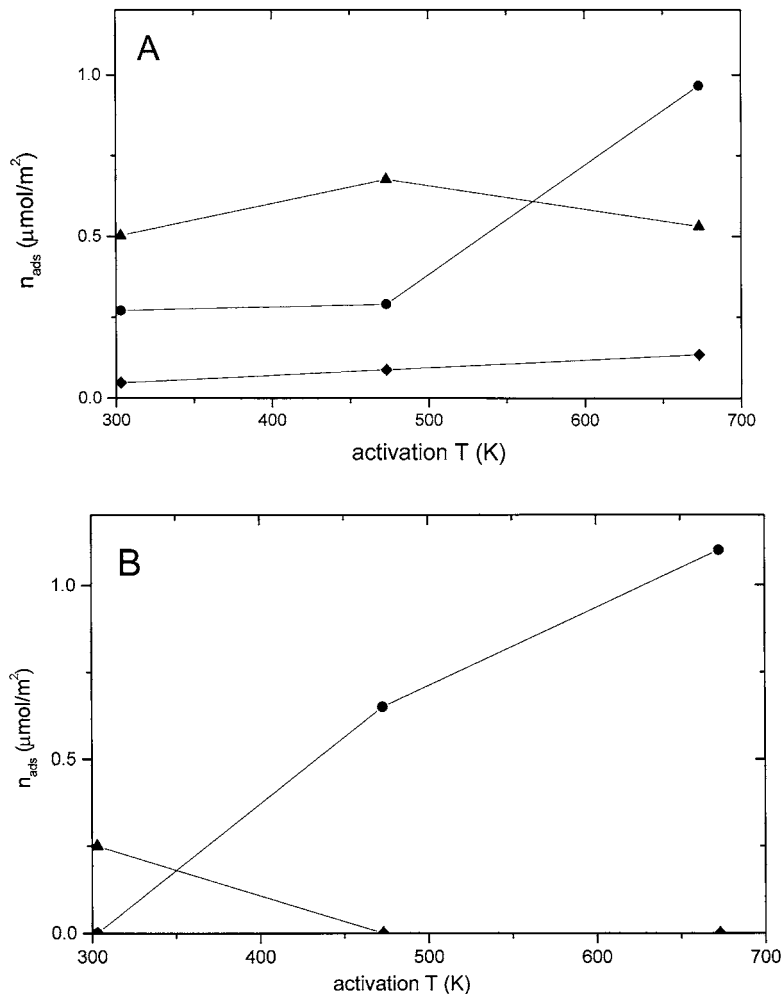 A
1.0
0.5
0.0
n_ads (μmol/m²)
300 400 500 600 700
activation T (K)
B
1.0
0.5
0.0
n_ads (μmol/m²)
300 400 500 600 700
activation T (K)